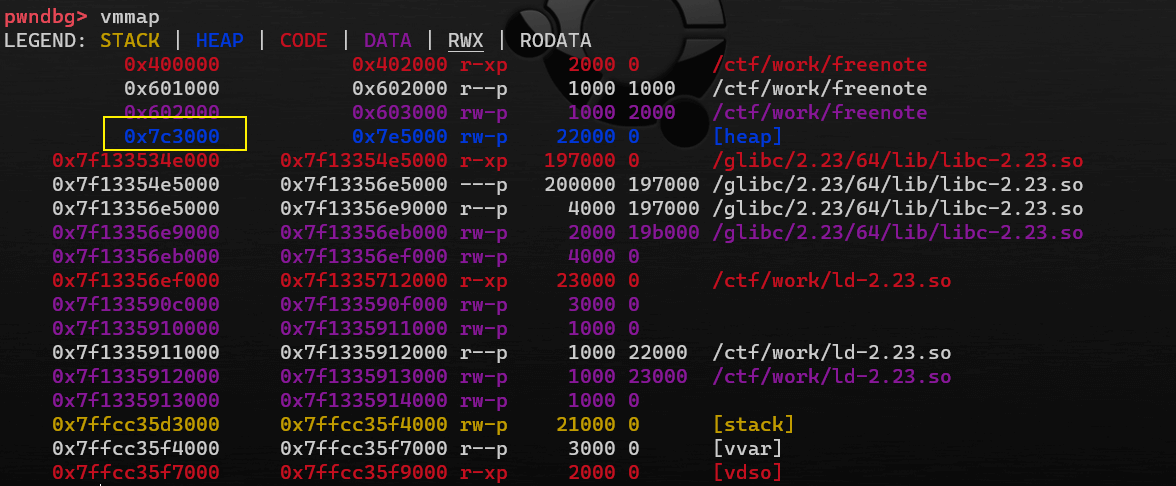 pwndbg> vmmap
LEGEND: STACK | HEAP | CODE | DATA | RWX | RODATA
0x400000 0x402000 r-xp 2000 0 /ctf/work/freenote
0x601000 0x602000 r--p 1000 1000 /ctf/work/freenote
0x602000 0x603000 rw-p 1000 2000 /ctf/work/freenote
0x7c3000 0x7e5000 rw-p 22000 0 [heap]
0x7f133534e000 0x7f13354e5000 r-xp 197000 0 /glibc/2.23/64/lib/libc-2.23.so
0x7f13354e5000 0x7f13356e5000 ---p 200000 197000 /glibc/2.23/64/lib/libc-2.23.so
0x7f13356e5000 0x7f13356e9000 r--p 4000 197000 /glibc/2.23/64/lib/libc-2.23.so
0x7f13356e9000 0x7f13356eb000 rw-p 2000 19b000 /glibc/2.23/64/lib/libc-2.23.so
0x7f13356eb000 0x7f13356ef000 rw-p 4000 0
0x7f13356ef000 0x7f1335712000 r-xp 23000 0 /ctf/work/ld-2.23.so
0x7f133590c000 0x7f133590f000 rw-p 3000 0
0x7f1335910000 0x7f1335911000 rw-p 1000 0
0x7f1335911000 0x7f1335912000 r--p 1000 22000 /ctf/work/ld-2.23.so
0x7f1335912000 0x7f1335913000 rw-p 1000 23000 /ctf/work/ld-2.23.so
0x7f1335913000 0x7f1335914000 rw-p 1000 0
0x7ffcc35d3000 0x7ffcc35f4000 rw-p 21000 0 [stack]
0x7ffcc35f4000 0x7ffcc35f7000 r--p 3000 0 [vvar]
0x7ffcc35f7000 0x7ffcc35f9000 r-xp 2000 0 [vdso]